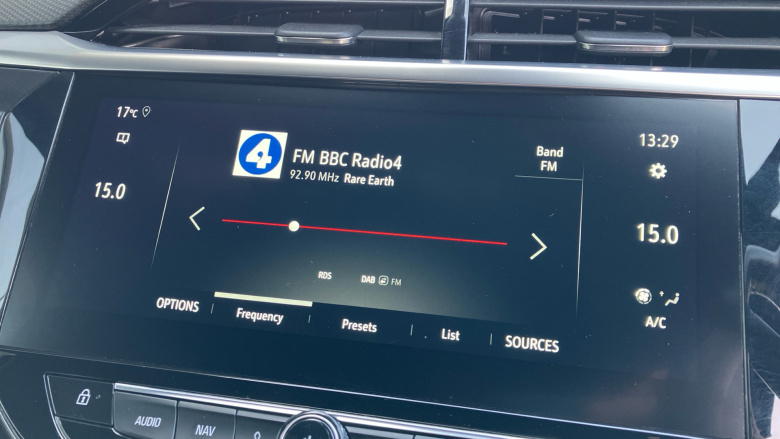 17°C
13:29
4
FM BBC Radio4
92.90 MHz Rare Earth
Band
FM
15.0
15.0
RDS
DAB FM
OPTIONS
Frequency
Presets
List
SOURCES
A/C
AUDIO
NAV